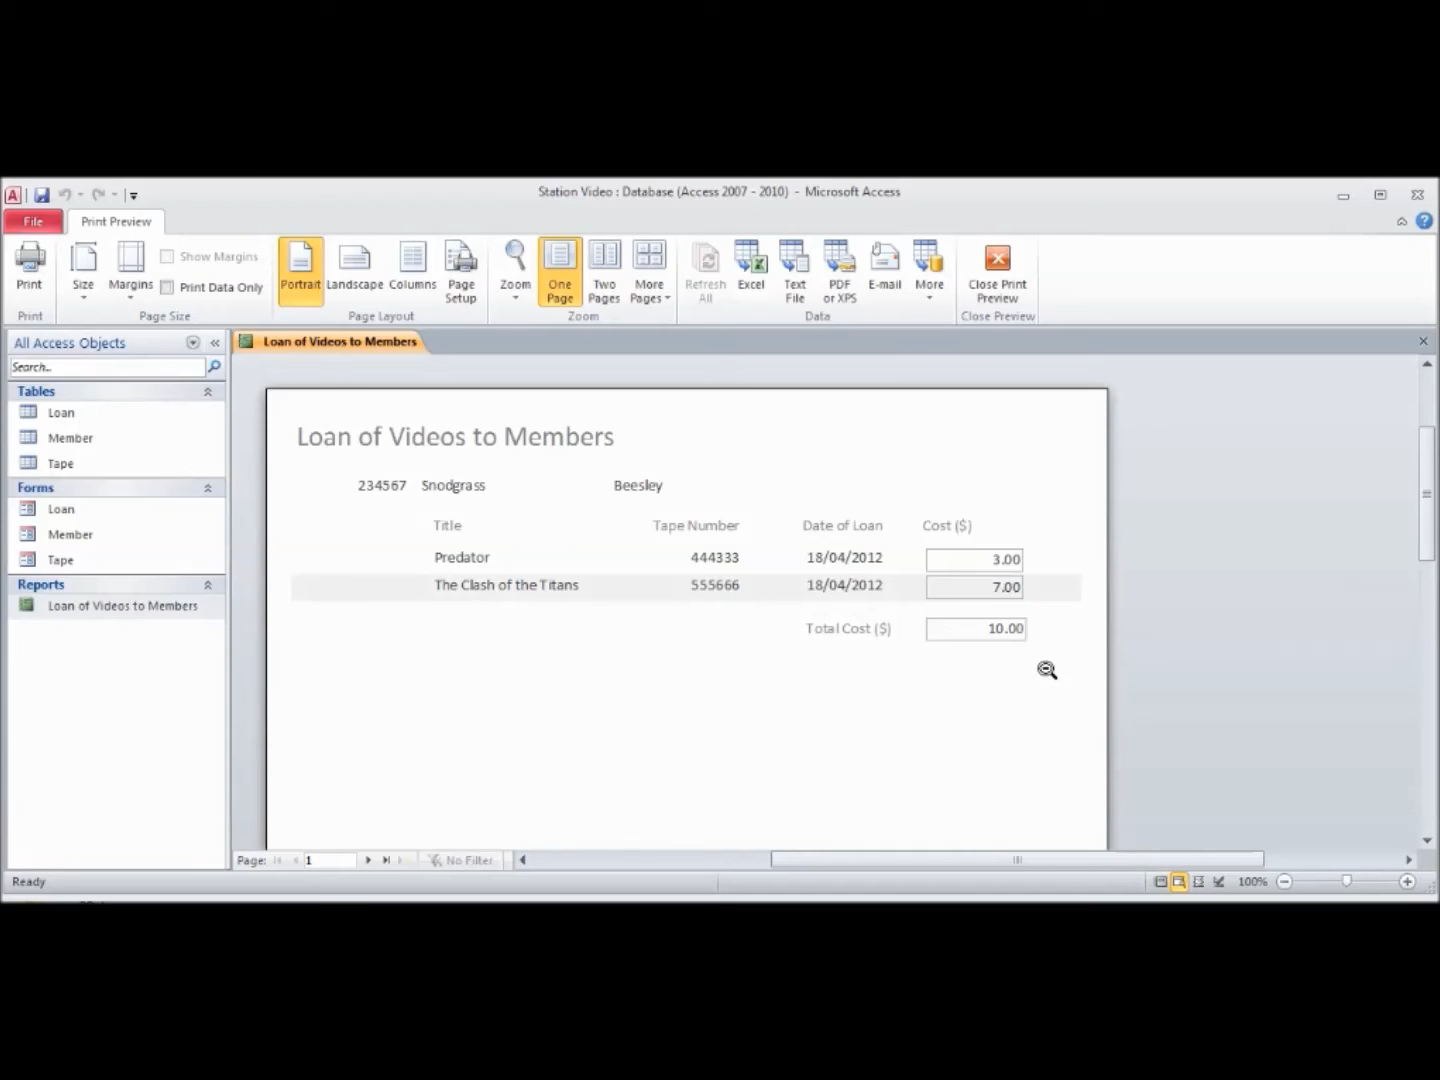 Station Video : Database (Access 2007 - 2010) - Microsoft Access
File Print Preview
Print Size Margins Show Margins Print Data Only Portrait Landscape Columns Page Setup Zoom One Page Two Pages More Pages Refresh All Excel Text File PDF or XPS E-mail More Close Print Preview
Print Page Size Page Layout Zoom Data Close Preview
All Access Objects
Loan of Videos to Members
Search...
Tables
Loan
Member
Tape
Forms
Loan
Member
Tape
Reports
Loan of Videos to Members
Loan of Videos to Members
234567 Snodgrass Beesley
Title Tape Number Date of Loan Cost ($)
Predator 444333 18/04/2012 3.00
The Clash of the Titans 555666 18/04/2012 7.00
Total Cost ($) 10.00
Page: 1 No Filter
Ready 100%